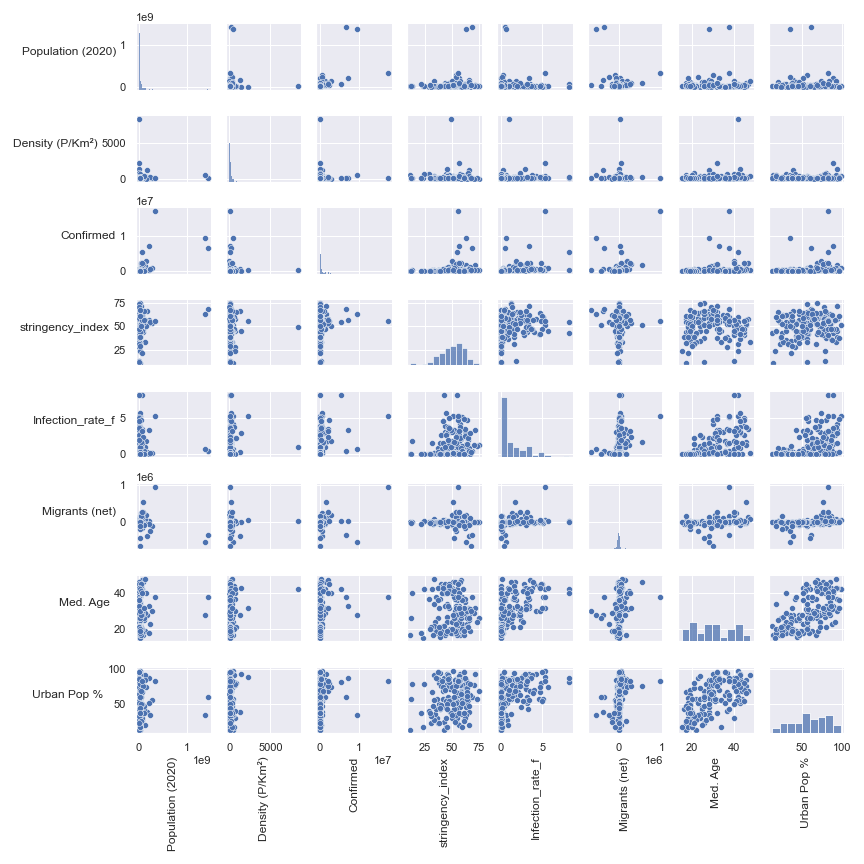 1e9
Population (2020)
1
0
Density (P/Km²)
5000
0
1e7
Confirmed
1
0
stringency_index
75
50
25
Infection_rate_f
5
0
1e6
Migrants (net)
1
0
Med. Age
40
20
Urban Pop %
100
50
0 1 0 5000 0 1 25 50 75 0 5 0 1 20 40 50 100
1e9 1e7 1e6
Population (2020)
Density (P/Km²)
Confirmed
stringency_index
Infection_rate_f
Migrants (net)
Med. Age
Urban Pop %